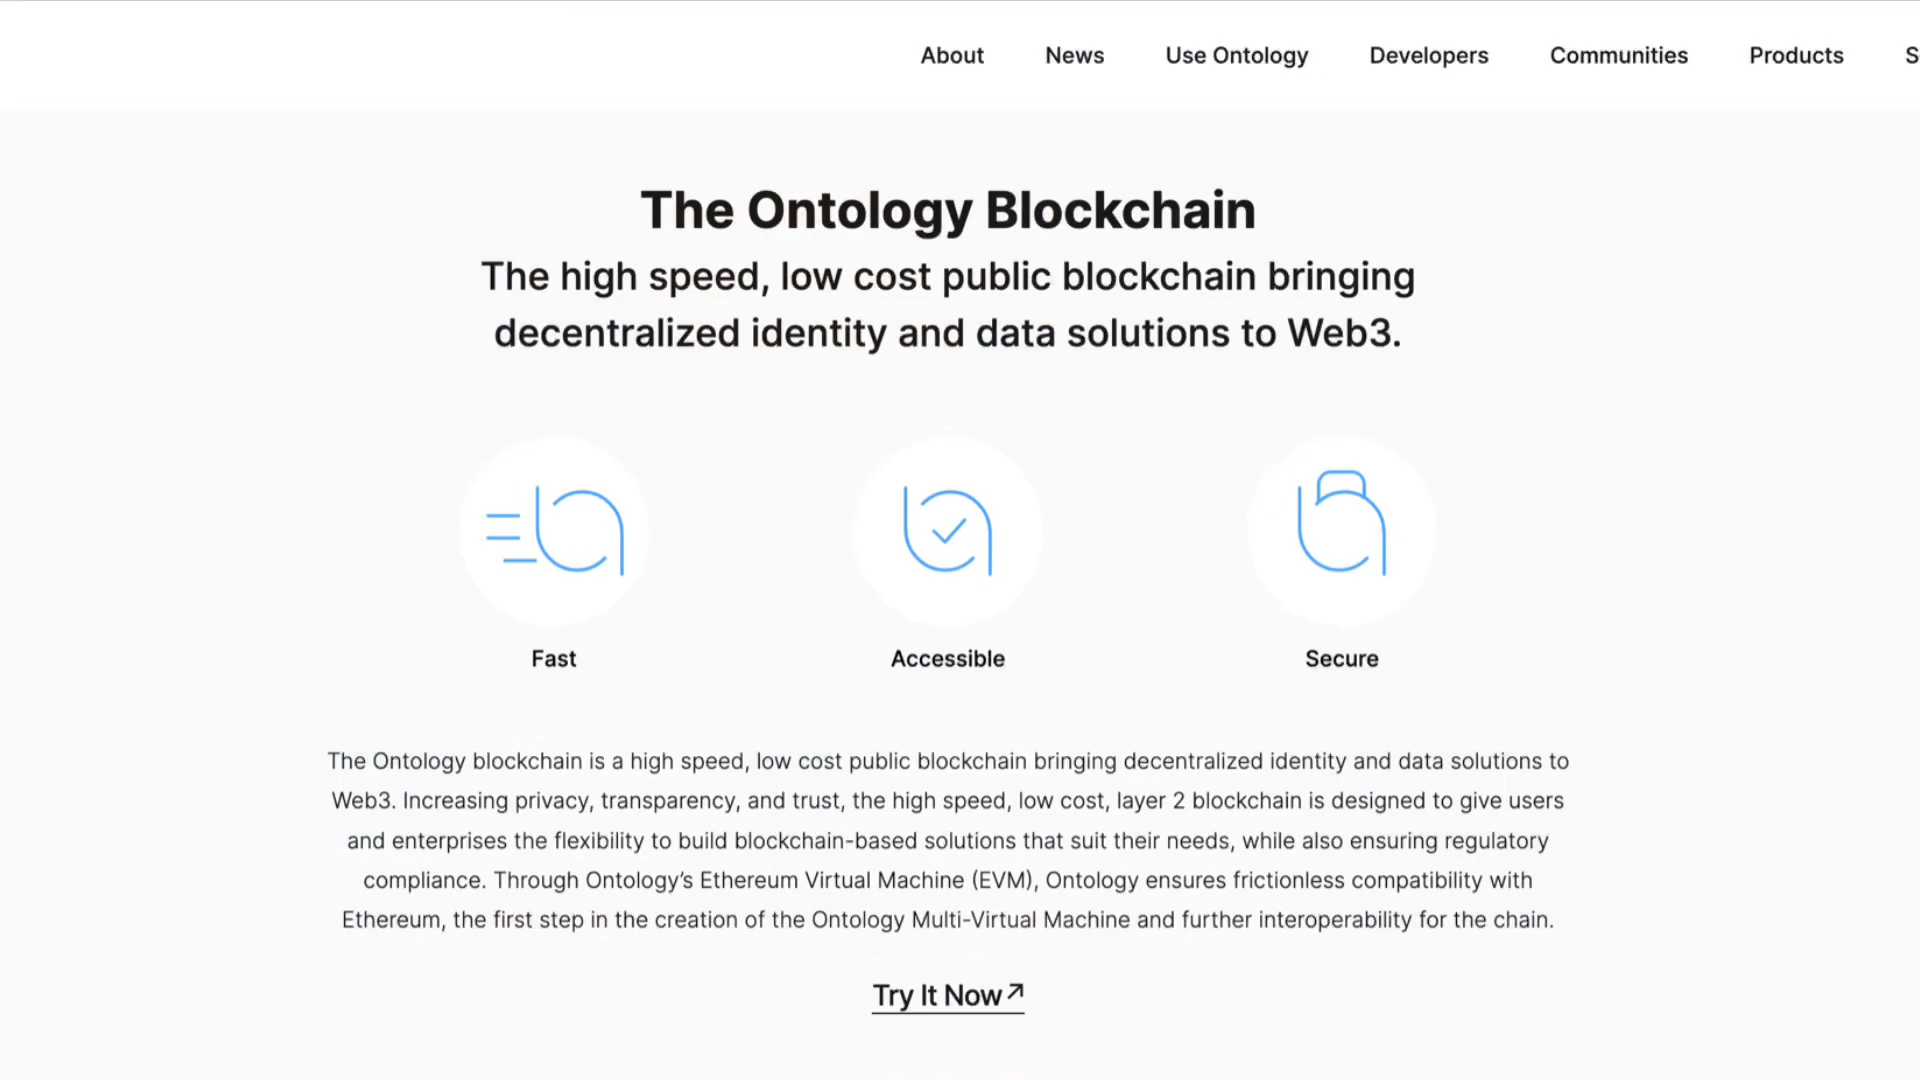 About News Use Ontology Developers Communities Products S
The Ontology Blockchain
The high speed, low cost public blockchain bringing
decentralized identity and data solutions to Web3.
Fast Accessible Secure
The Ontology blockchain is a high speed, low cost public blockchain bringing decentralized identity and data solutions to
Web3. Increasing privacy, transparency, and trust, the high speed, low cost, layer 2 blockchain is designed to give users
and enterprises the flexibility to build blockchain-based solutions that suit their needs, while also ensuring regulatory
compliance. Through Ontology’s Ethereum Virtual Machine (EVM), Ontology ensures frictionless compatibility with
Ethereum, the first step in the creation of the Ontology Multi-Virtual Machine and further interoperability for the chain.
Try It Now↗